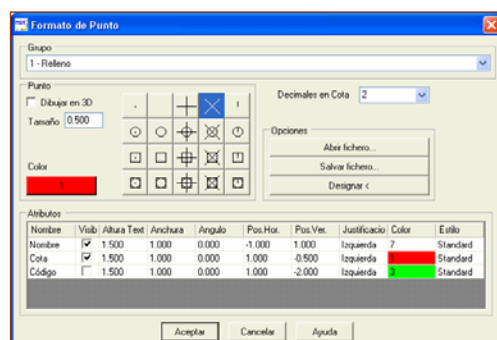 Formato de Punto
Grupo
1 - Relleno
Punto
Dibujar en 3D
Tamaño 0.500
Color
1
Decimales en Cota 2
Opciones
Abrir fichero...
Salvar fichero...
Designar <
Atributos
Nombre Visib Altura Text Anchura Angulo Pos.Hor. Pos.Ver. Justificacio Color Estilo
Nombre 1.500 1.000 0.000 -1.000 1.000 Izquierda 7 Standard
Cota 1.500 1.000 0.000 1.000 -0.500 Izquierda 1 Standard
Código 1.500 1.000 0.000 1.000 -2.000 Izquierda 3 Standard
Aceptar Cancelar Ayuda